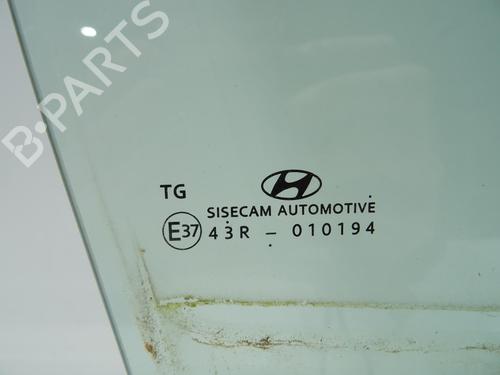 B-PARTS
TG
SISECAM AUTOMOTIVE
E37 43R - 010194